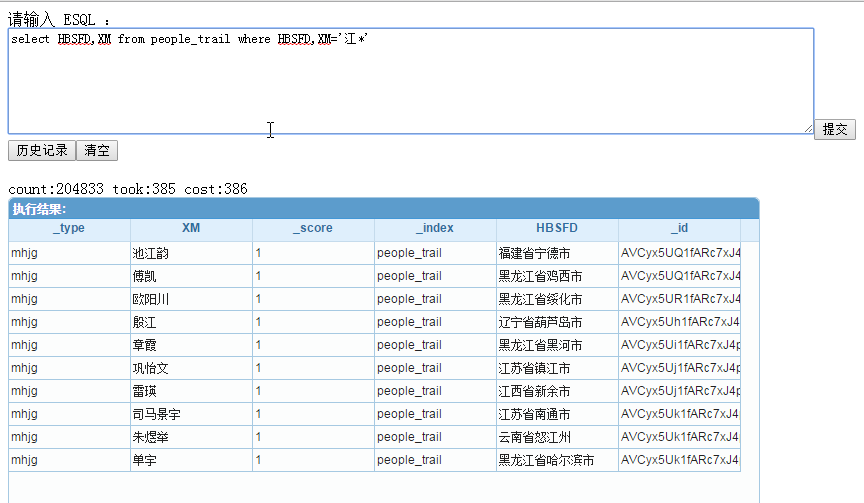 请输入 ESQL ：
select HBSFD,XM from people_trail where HBSFD,XM='江*'
提交
历史记录 清空
count:204833 took:385 cost:386
执行结果:
_type XM _score _index HBSFD _id
mhjg 池江韵 1 people_trail 福建省宁德市 AVCyx5UQ1fARc7xJ4
mhjg 傅凯 1 people_trail 黑龙江省鸡西市 AVCyx5UQ1fARc7xJ4
mhjg 欧阳川 1 people_trail 黑龙江省绥化市 AVCyx5UR1fARc7xJ4
mhjg 殷江 1 people_trail 辽宁省葫芦岛市 AVCyx5Uh1fARc7xJ4
mhjg 章霞 1 people_trail 黑龙江省黑河市 AVCyx5Ui1fARc7xJ4p
mhjg 巩怡文 1 people_trail 江苏省镇江市 AVCyx5Uj1fARc7xJ4p
mhjg 雷瑛 1 people_trail 江西省新余市 AVCyx5Uj1fARc7xJ4p
mhjg 司马景宇 1 people_trail 江苏省南通市 AVCyx5Uk1fARc7xJ4
mhjg 朱煜举 1 people_trail 云南省怒江州 AVCyx5Uk1fARc7xJ4
mhjg 单宇 1 people_trail 黑龙江省哈尔滨市 AVCyx5Uk1fARc7xJ4